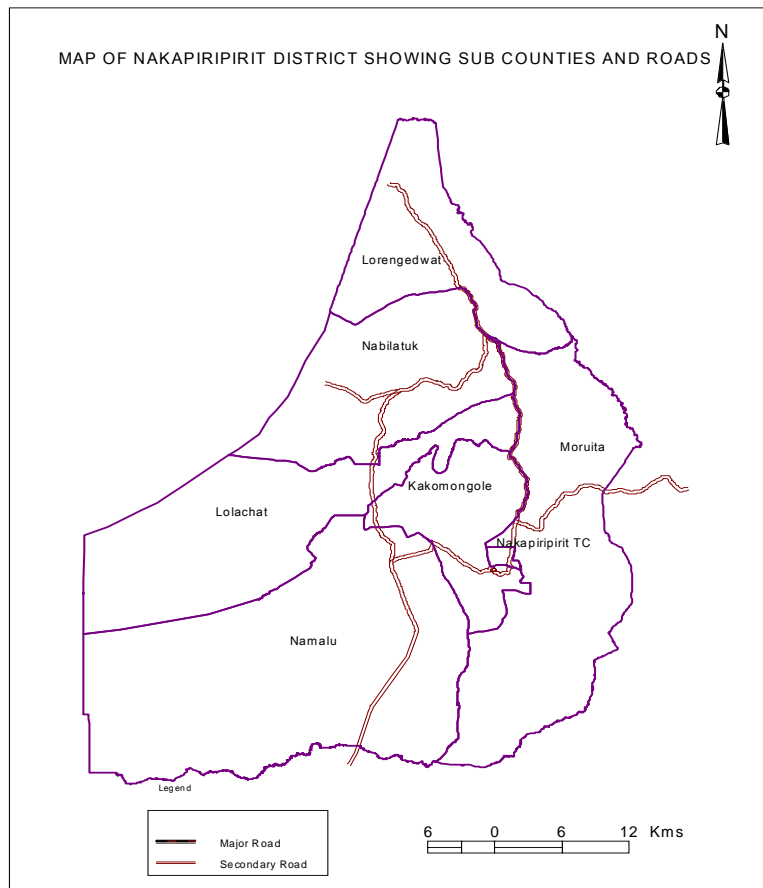 N
MAP OF NAKAPIRIPIRIT DISTRICT SHOWING SUB COUNTIES AND ROADS
Lorengedwat
Nabilatuk
Moruita
Kakomongole
Lolachat
Nakapiripirit TC
Namalu
Legend
Major Road
Secondary Road
6 0 6 12 Kms